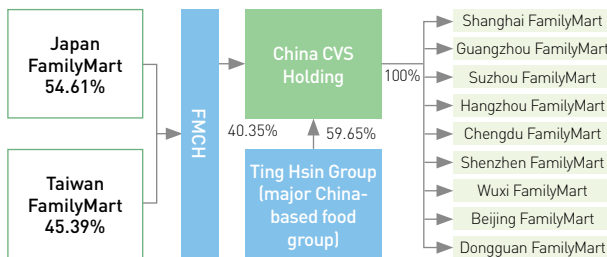 Japan
FamilyMart
54.61%
Taiwan
FamilyMart
45.39%
FMCH
China CVS
Holding
40.35%
59.65%
Ting Hsin Group
(major China-
based food
group)
100%
Shanghai FamilyMart
Guangzhou FamilyMart
Suzhou FamilyMart
Hangzhou FamilyMart
Chengdu FamilyMart
Shenzhen FamilyMart
Wuxi FamilyMart
Beijing FamilyMart
Dongguan FamilyMart